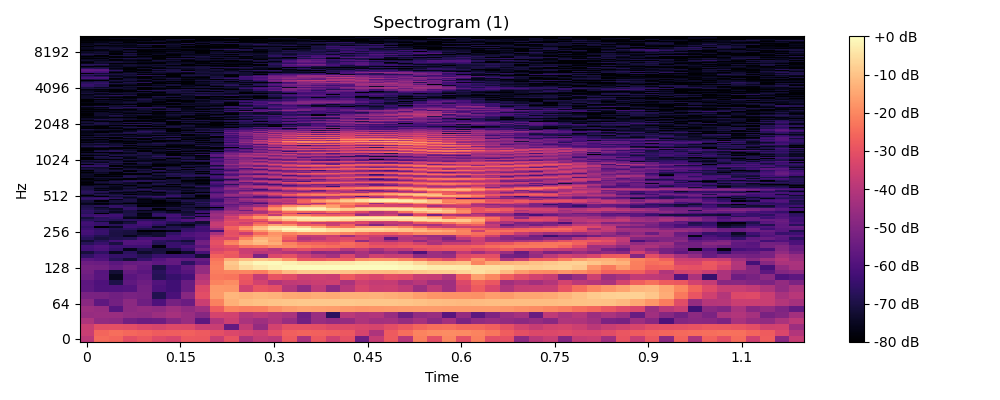 Spectrogram (1)
8192
4096
2048
1024
512
256
128
64
0
Hz
0
0.15
0.3
0.45
0.6
0.75
0.9
1.1
Time
+0 dB
-10 dB
-20 dB
-30 dB
-40 dB
-50 dB
-60 dB
-70 dB
-80 dB